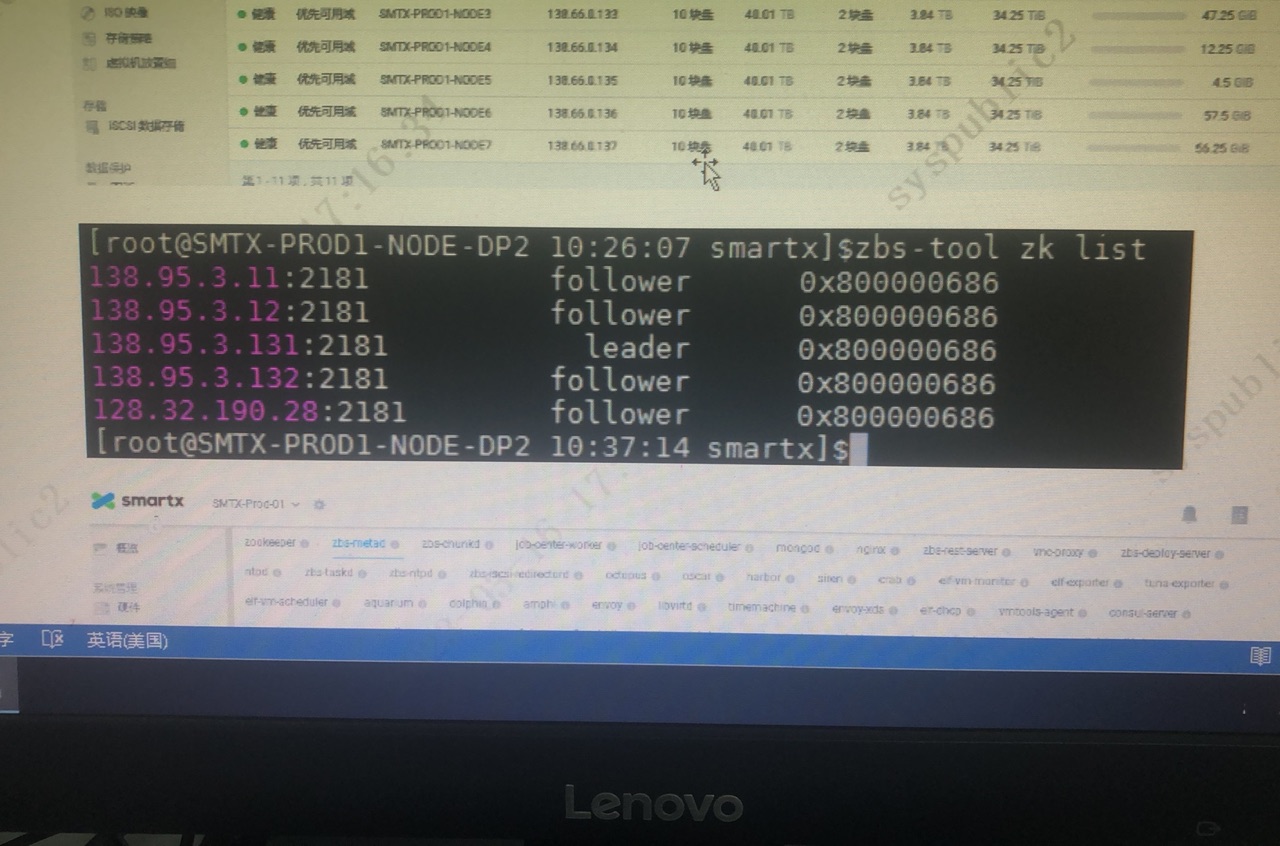 ISO 映像
健康 优先可用域 SMTX-PROD1-NODE3 138.66.0.133 10 块盘 40.01 TB 2 块盘 3.84 TB 34.25 TiB 47.25 GiB
存储策略
健康 优先可用域 SMTX-PROD1-NODE4 138.66.0.134 10 块盘 40.01 TB 2 块盘 3.84 TB 34.25 TiB 12.25 GiB
虚拟机放置组
健康 优先可用域 SMTX-PROD1-NODE5 138.66.0.135 10 块盘 40.01 TB 2 块盘 3.84 TB 34.25 TiB 4.5 GiB
存储
健康 优先可用域 SMTX-PROD1-NODE6 138.66.0.136 10 块盘 40.01 TB 2 块盘 3.84 TB 34.25 TiB 57.5 GiB
iSCSI 数据存储
健康 优先可用域 SMTX-PROD1-NODE7 138.66.0.137 10 块盘 40.01 TB 2 块盘 3.84 TB 34.25 TiB 56.25 GiB
数据保护
第 1 - 11 项，共 11 项
syspublic2
[root@SMTX-PROD1-NODE-DP2 10:26:07 smartx]$zbs-tool zk list
138.95.3.11:2181 follower 0x800000686
138.95.3.12:2181 follower 0x800000686
138.95.3.131:2181 leader 0x800000686
138.95.3.132:2181 follower 0x800000686
128.32.190.28:2181 follower 0x800000686
[root@SMTX-PROD1-NODE-DP2 10:37:14 smartx]$
smartx SMTX-Prod-01
概览
zookeeper zbs-metad zbs-chunkd job-center-worker job-center-scheduler mongod nginx zbs-rest-server vnc-proxy zbs-deploy-server
ntpd zbs-taskd zbs-nfpd zbs-iscsi-redirectord octopus oscar harbor siren crab elf-vm-monitor elf-exporter tuna-exporter
系统管理
硬件
elf-vm-scheduler aquarium dolphin amphi envoy libvirtd timemachine envoy-xds elf-dhcp vmtools-agent consul-server
字 英语(美国)
Lenovo